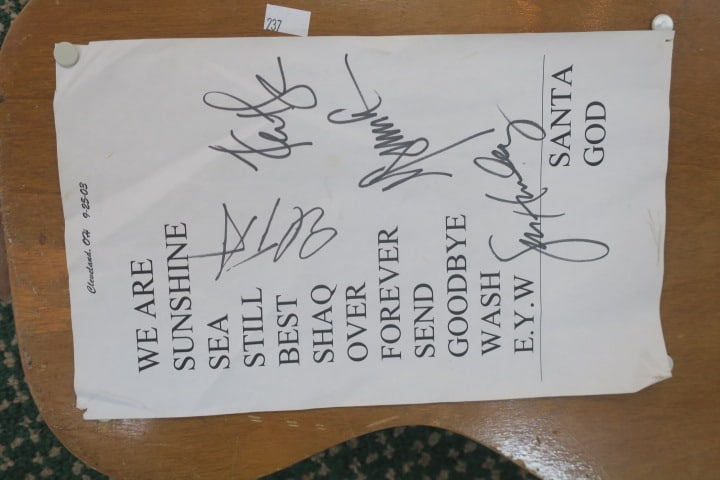 237
Cleveland, OH 9-25-03
WE ARE
SUNSHINE
SEA
STILL
BEST
SHAQ
OVER
FOREVER
SEND
GOODBYE
WASH
E.Y.W
SANTA
GOD